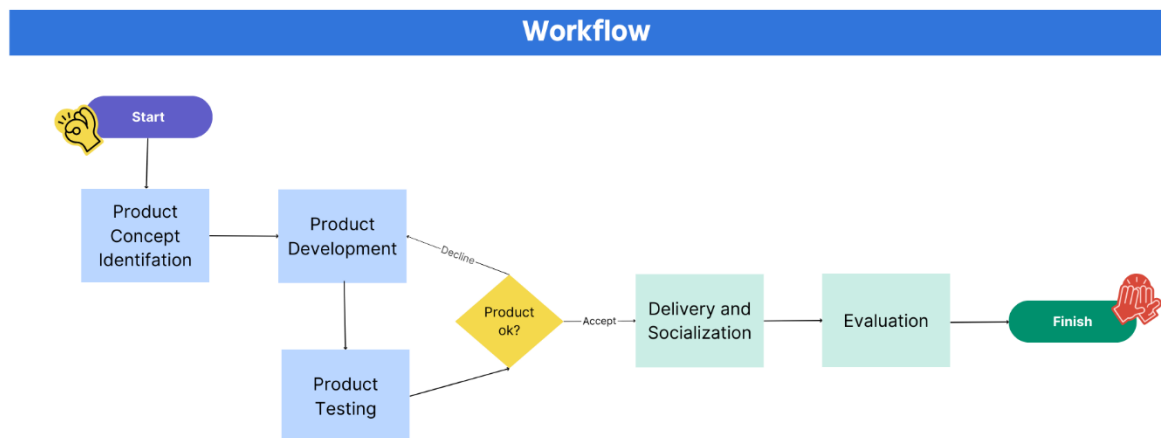 Workflow
Start
Product
Concept
Identifation
Product
Development
Decline
Product
ok?
Accept
Delivery and
Socialization
Evaluation
Finish
Product
Testing